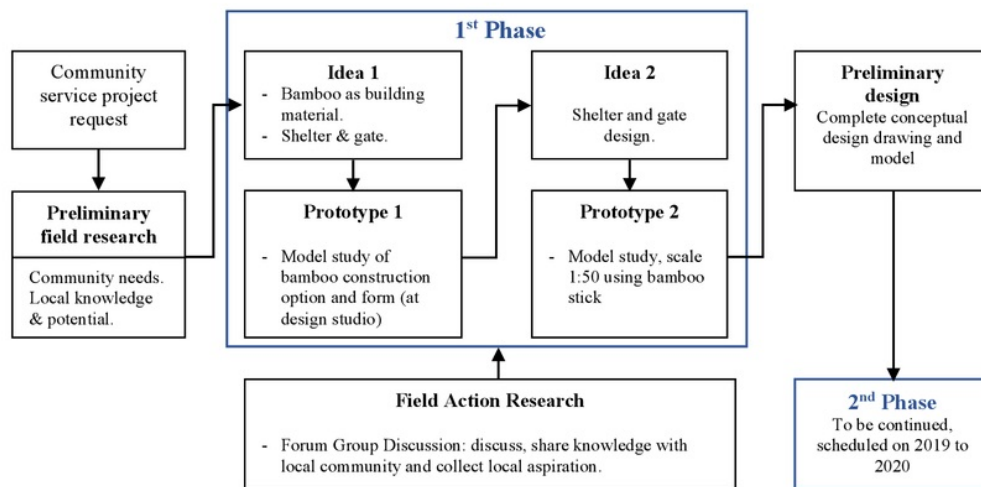 Community
service project
request
Preliminary
field research
Community needs.
Local knowledge
& potential.
1st Phase
Idea 1
- Bamboo as building
material.
- Shelter & gate.
Prototype 1
- Model study of
bamboo construction
option and form (at
design studio)
Idea 2
Shelter and gate
design.
Prototype 2
- Model study, scale
1:50 using bamboo
stick
Preliminary
design
Complete conceptual
design drawing and
model
Field Action Research
- Forum Group Discussion: discuss, share knowledge with
local community and collect local aspiration.
2nd Phase
To be continued,
scheduled on 2019 to
2020